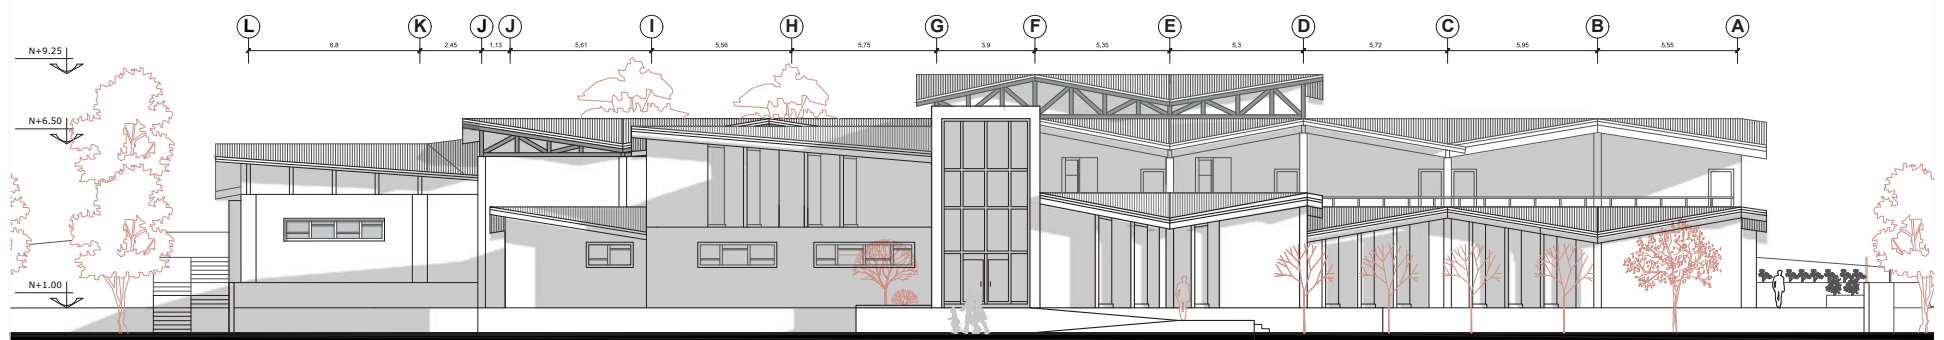 L K J J I H G F E D C B A
6,8 2,45 1,13 5,61 5,56 5,75 3,9 5,35 5,3 5,72 5,95 5,55
N+9.25
N+6.50
N+1.00